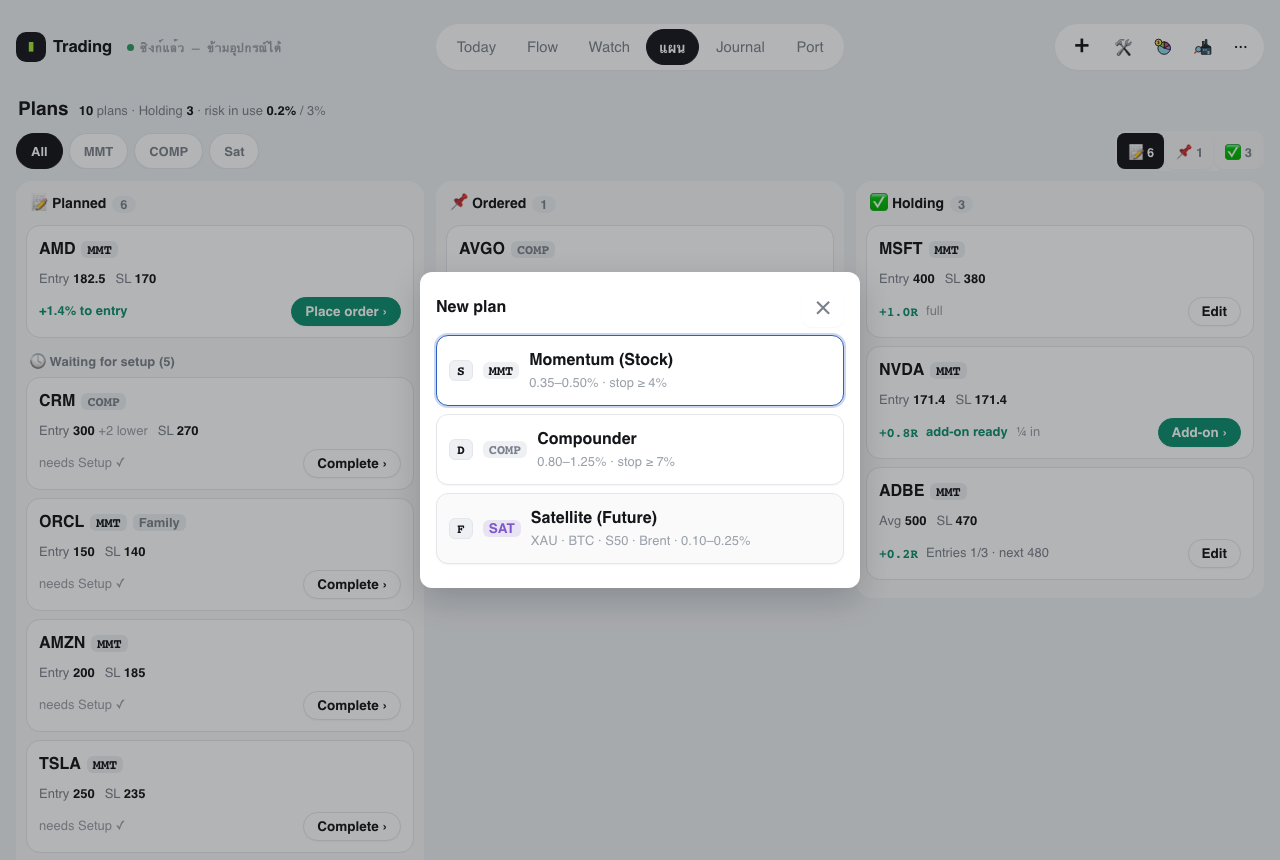 Trading ซิงก์แล้ว — ข้ามอุปกรณ์ได้ Today Flow Watch แผน Journal Port + ···
Plans 10 plans · Holding 3 · risk in use 0.2% / 3%
All MMT COMP Sat 6 1 3
Planned 6
AMD MMT
Entry 182.5 SL 170
+1.4% to entry Place order ›
Waiting for setup (5)
CRM COMP
Entry 300 +2 lower SL 270
needs Setup ✓ Complete ›
ORCL MMT Family
Entry 150 SL 140
needs Setup ✓ Complete ›
AMZN MMT
Entry 200 SL 185
needs Setup ✓ Complete ›
TSLA MMT
Entry 250 SL 235
needs Setup ✓ Complete ›
Ordered 1
AVGO COMP
Holding 3
MSFT MMT
Entry 400 SL 380
+1.0R full Edit
NVDA MMT
Entry 171.4 SL 171.4
+0.8R add-on ready ¼ in Add-on ›
ADBE MMT
Avg 500 SL 470
+0.2R Entries 1/3 · next 480 Edit
New plan
S MMT Momentum (Stock)
0.35–0.50% · stop ≥ 4%
D COMP Compounder
0.80–1.25% · stop ≥ 7%
F SAT Satellite (Future)
XAU · BTC · S50 · Brent · 0.10–0.25%